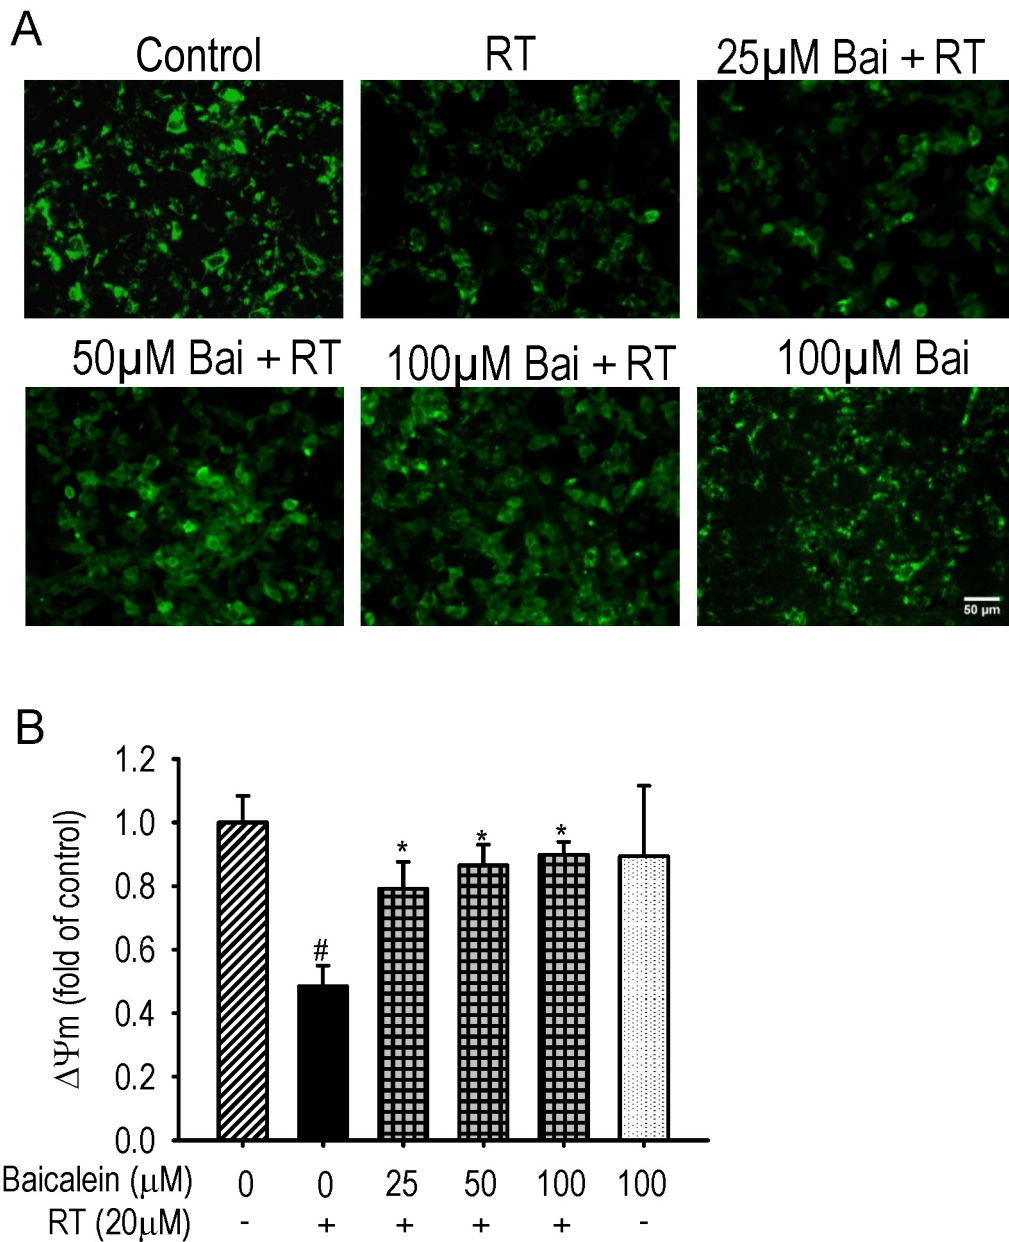 A
Control RT 25μM Bai + RT
50μM Bai + RT 100μM Bai + RT 100μM Bai
50 μm
B
1.2
1.0
0.8
0.6
0.4
0.2
0.0
ΔΨm (fold of control)
#
*
*
*
Baicalein (μM) 0 0 25 50 100 100
RT (20μM) - + + + + -